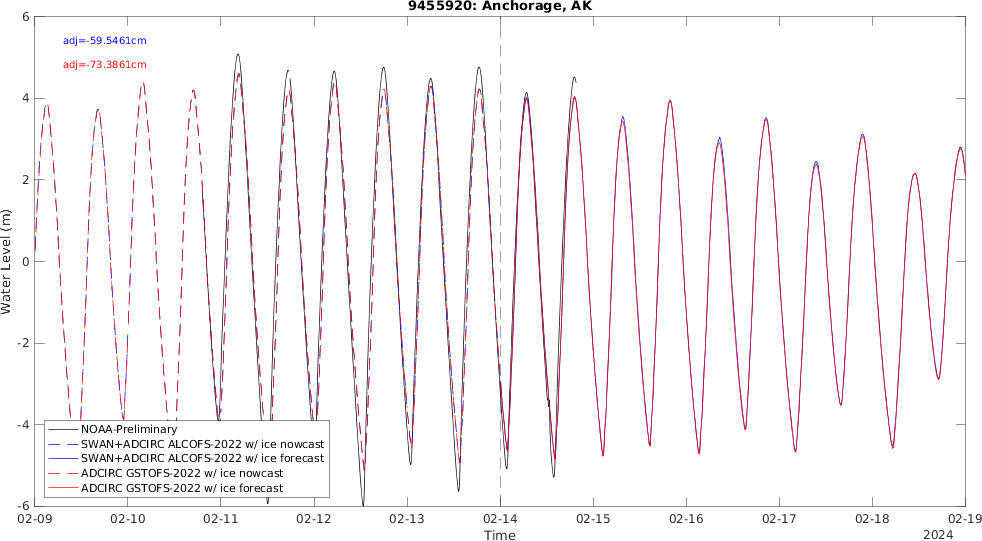 9455920: Anchorage, AK
adj=-59.5461cm
adj=-73.3861cm
Water Level (m)
6
4
2
0
-2
-4
-6
NOAA-Preliminary
SWAN+ADCIRC ALCOFS-2022 w/ ice nowcast
SWAN+ADCIRC ALCOFS-2022 w/ ice forecast
ADCIRC GSTOFS-2022 w/ ice nowcast
ADCIRC GSTOFS-2022 w/ ice forecast
02-09 02-10 02-11 02-12 02-13 02-14 02-15 02-16 02-17 02-18 02-19
Time
2024